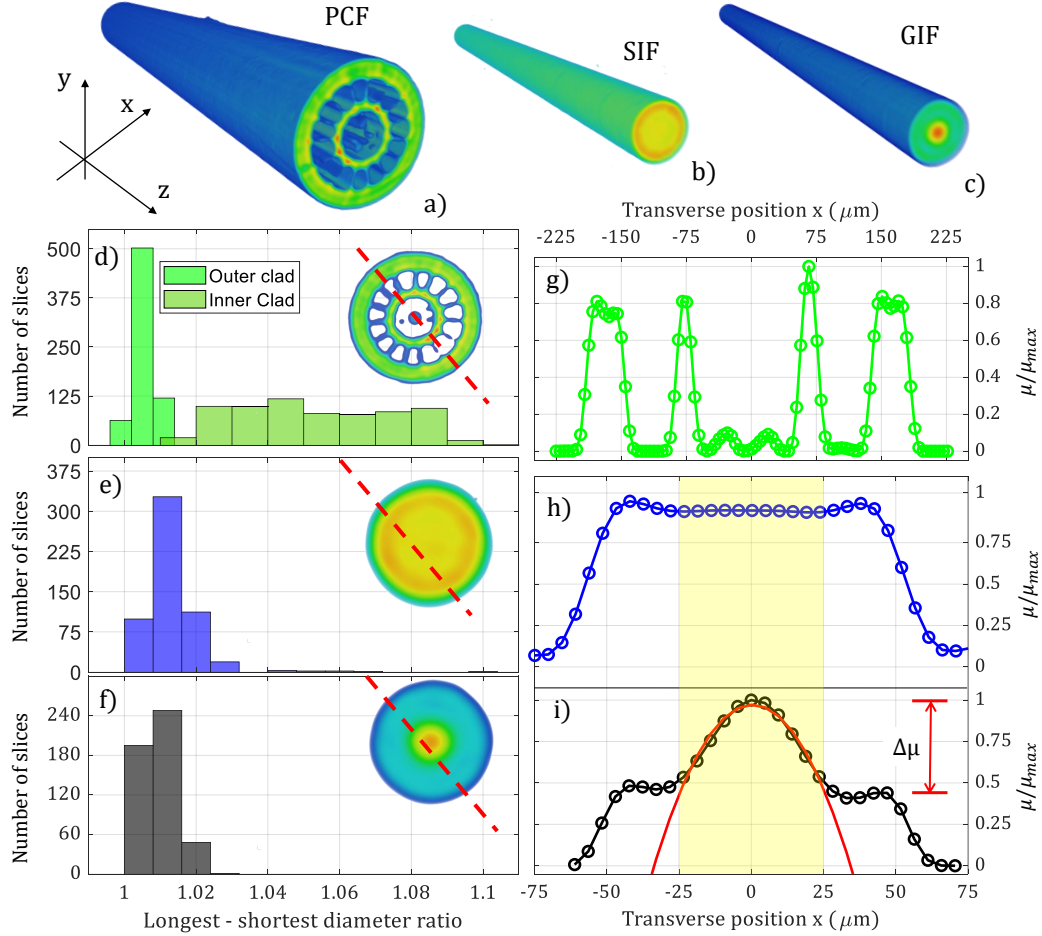 PCF
SIF
GIF
y
x
z
a)
b)
c)
Transverse position x ( μm)
-225 -150 -75 0 75 150 225
d)
Outer clad
Inner Clad
Number of slices
500
375
250
125
0
g)
1
0.8
0.6
0.4
0.2
0
μ/μmax
e)
Number of slices
375
300
225
150
75
0
h)
1
0.75
0.5
0.25
0
μ/μmax
f)
Number of slices
240
180
120
60
0
1 1.02 1.04 1.06 1.08 1.1
Longest - shortest diameter ratio
i)
Δμ
1
0.75
0.5
0.25
0
μ/μmax
-75 -50 -25 0 25 50 75
Transverse position x ( μm)